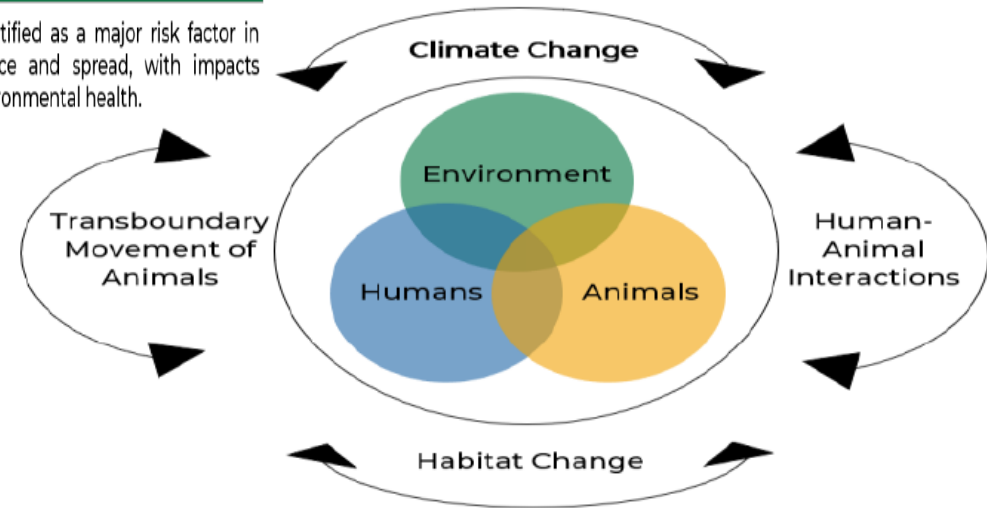 tified as a major risk factor in
ce and spread, with impacts
ronmental health.
Climate Change
Environment
Transboundary
Movement of
Animals
Human-
Animal
Interactions
Humans
Animals
Habitat Change